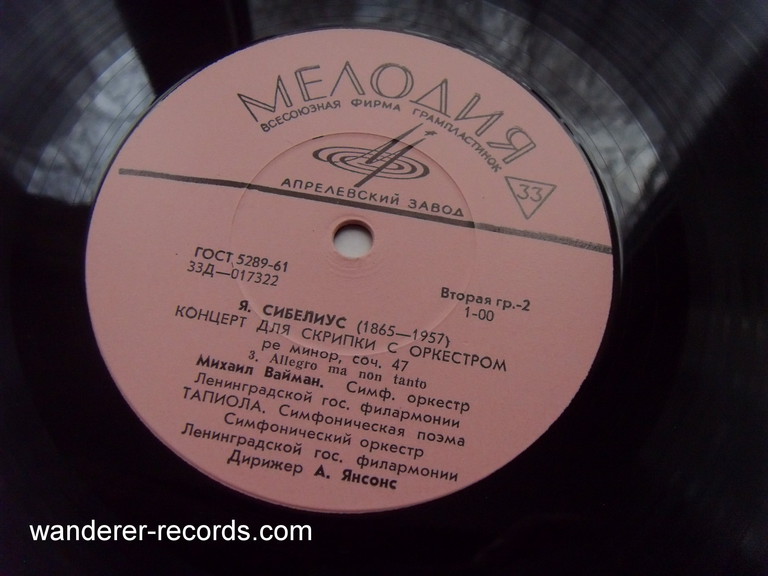 МЕЛОДИЯ
ВСЕСОЮЗНАЯ ФИРМА ГРАМПЛАСТИНОК
33
АПРЕЛЕВСКИЙ ЗАВОД
ГОСТ 5289-61
33Д—017322
Вторая гр.-2
1-00
Я. СИБЕЛИУС (1865—1957)
КОНЦЕРТ ДЛЯ СКРИПКИ С ОРКЕСТРОМ
ре минор, соч. 47
3. Allegro ma non tanto
Михаил Вайман. Симф. оркестр
Ленинградской гос. филармонии
ТАПИОЛА. Симфоническая поэма
Симфонический оркестр
Ленинградской гос. филармонии
Дирижер А. Янсонс
wanderer-records.com